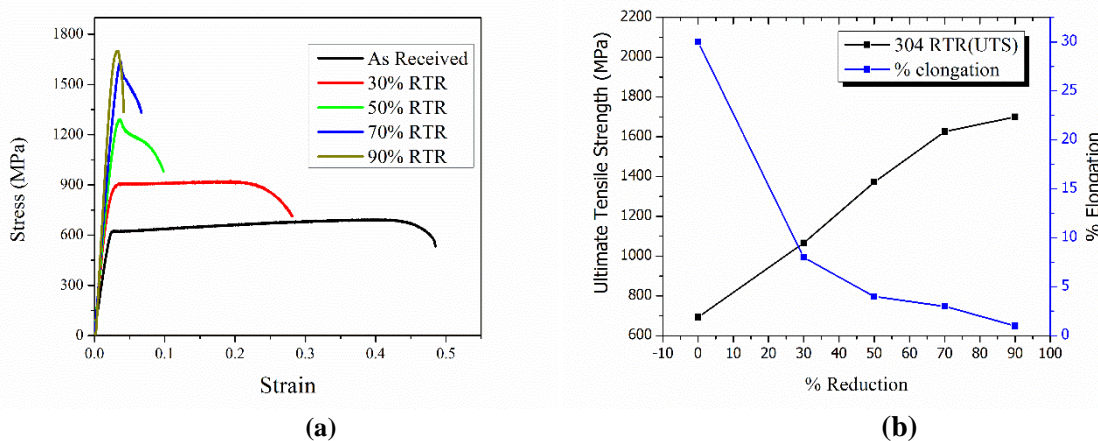 1800
1500
1200
900
600
300
0
Stress (MPa)
As Received
30% RTR
50% RTR
70% RTR
90% RTR
0.0 0.1 0.2 0.3 0.4 0.5
Strain
(a)
2200
2000
1800
1600
1400
1200
1000
800
600
Ultimate Tensile Strength (MPa)
304 RTR(UTS)
% elongation
30
25
20
15
10
5
0
% Elongation
-10 0 10 20 30 40 50 60 70 80 90 100
% Reduction
(b)